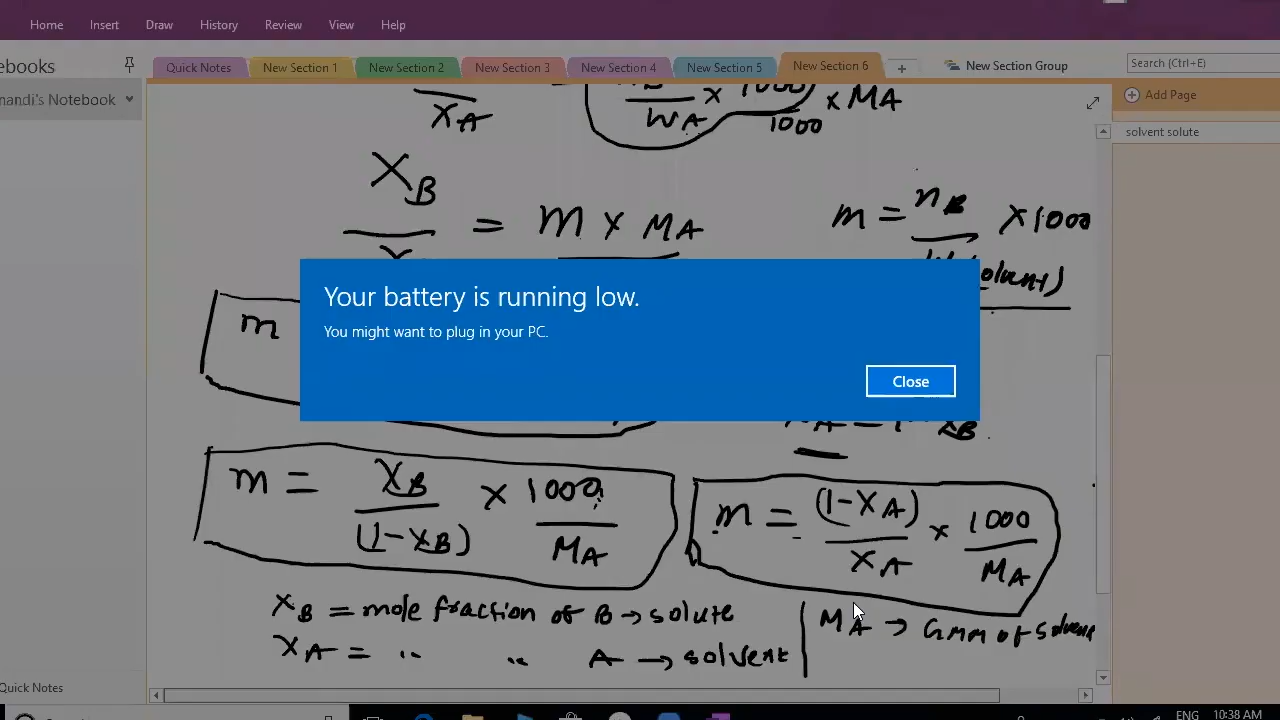 Home Insert Draw History Review View Help
ebooks
Quick Notes New Section 1 New Section 2 New Section 3 New Section 4 New Section 5 New Section 6 + New Section Group
Search (Ctrl+E)
nandi's Notebook
Add Page
solvent solute
XA = WA × 1000/1000 × MA
XB
= m × MA
m = nB × 1000
olvent)
Your battery is running low.
You might want to plug in your PC.
Close
m
XB
m = XB/(1-XB) × 1000/MA
m = (1-XA)/XA × 1000/MA
XB = mole fraction of B → solute
XA = " " A → solvent
MA → GMM of solvent
Quick Notes
ENG 10:38 AM